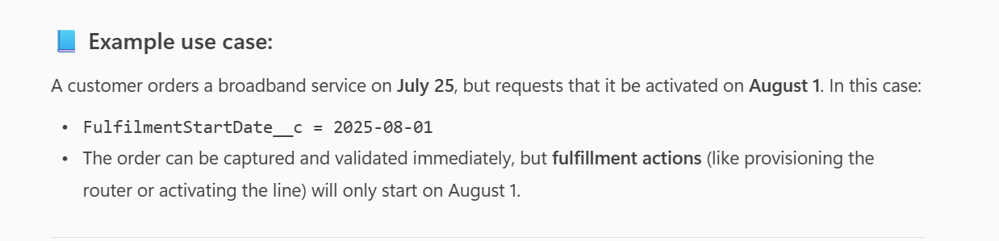 📘 Example use case:
A customer orders a broadband service on July 25, but requests that it be activated on August 1. In this case:
• FulfilmentStartDate__c = 2025-08-01
• The order can be captured and validated immediately, but fulfillment actions (like provisioning the
router or activating the line) will only start on August 1.